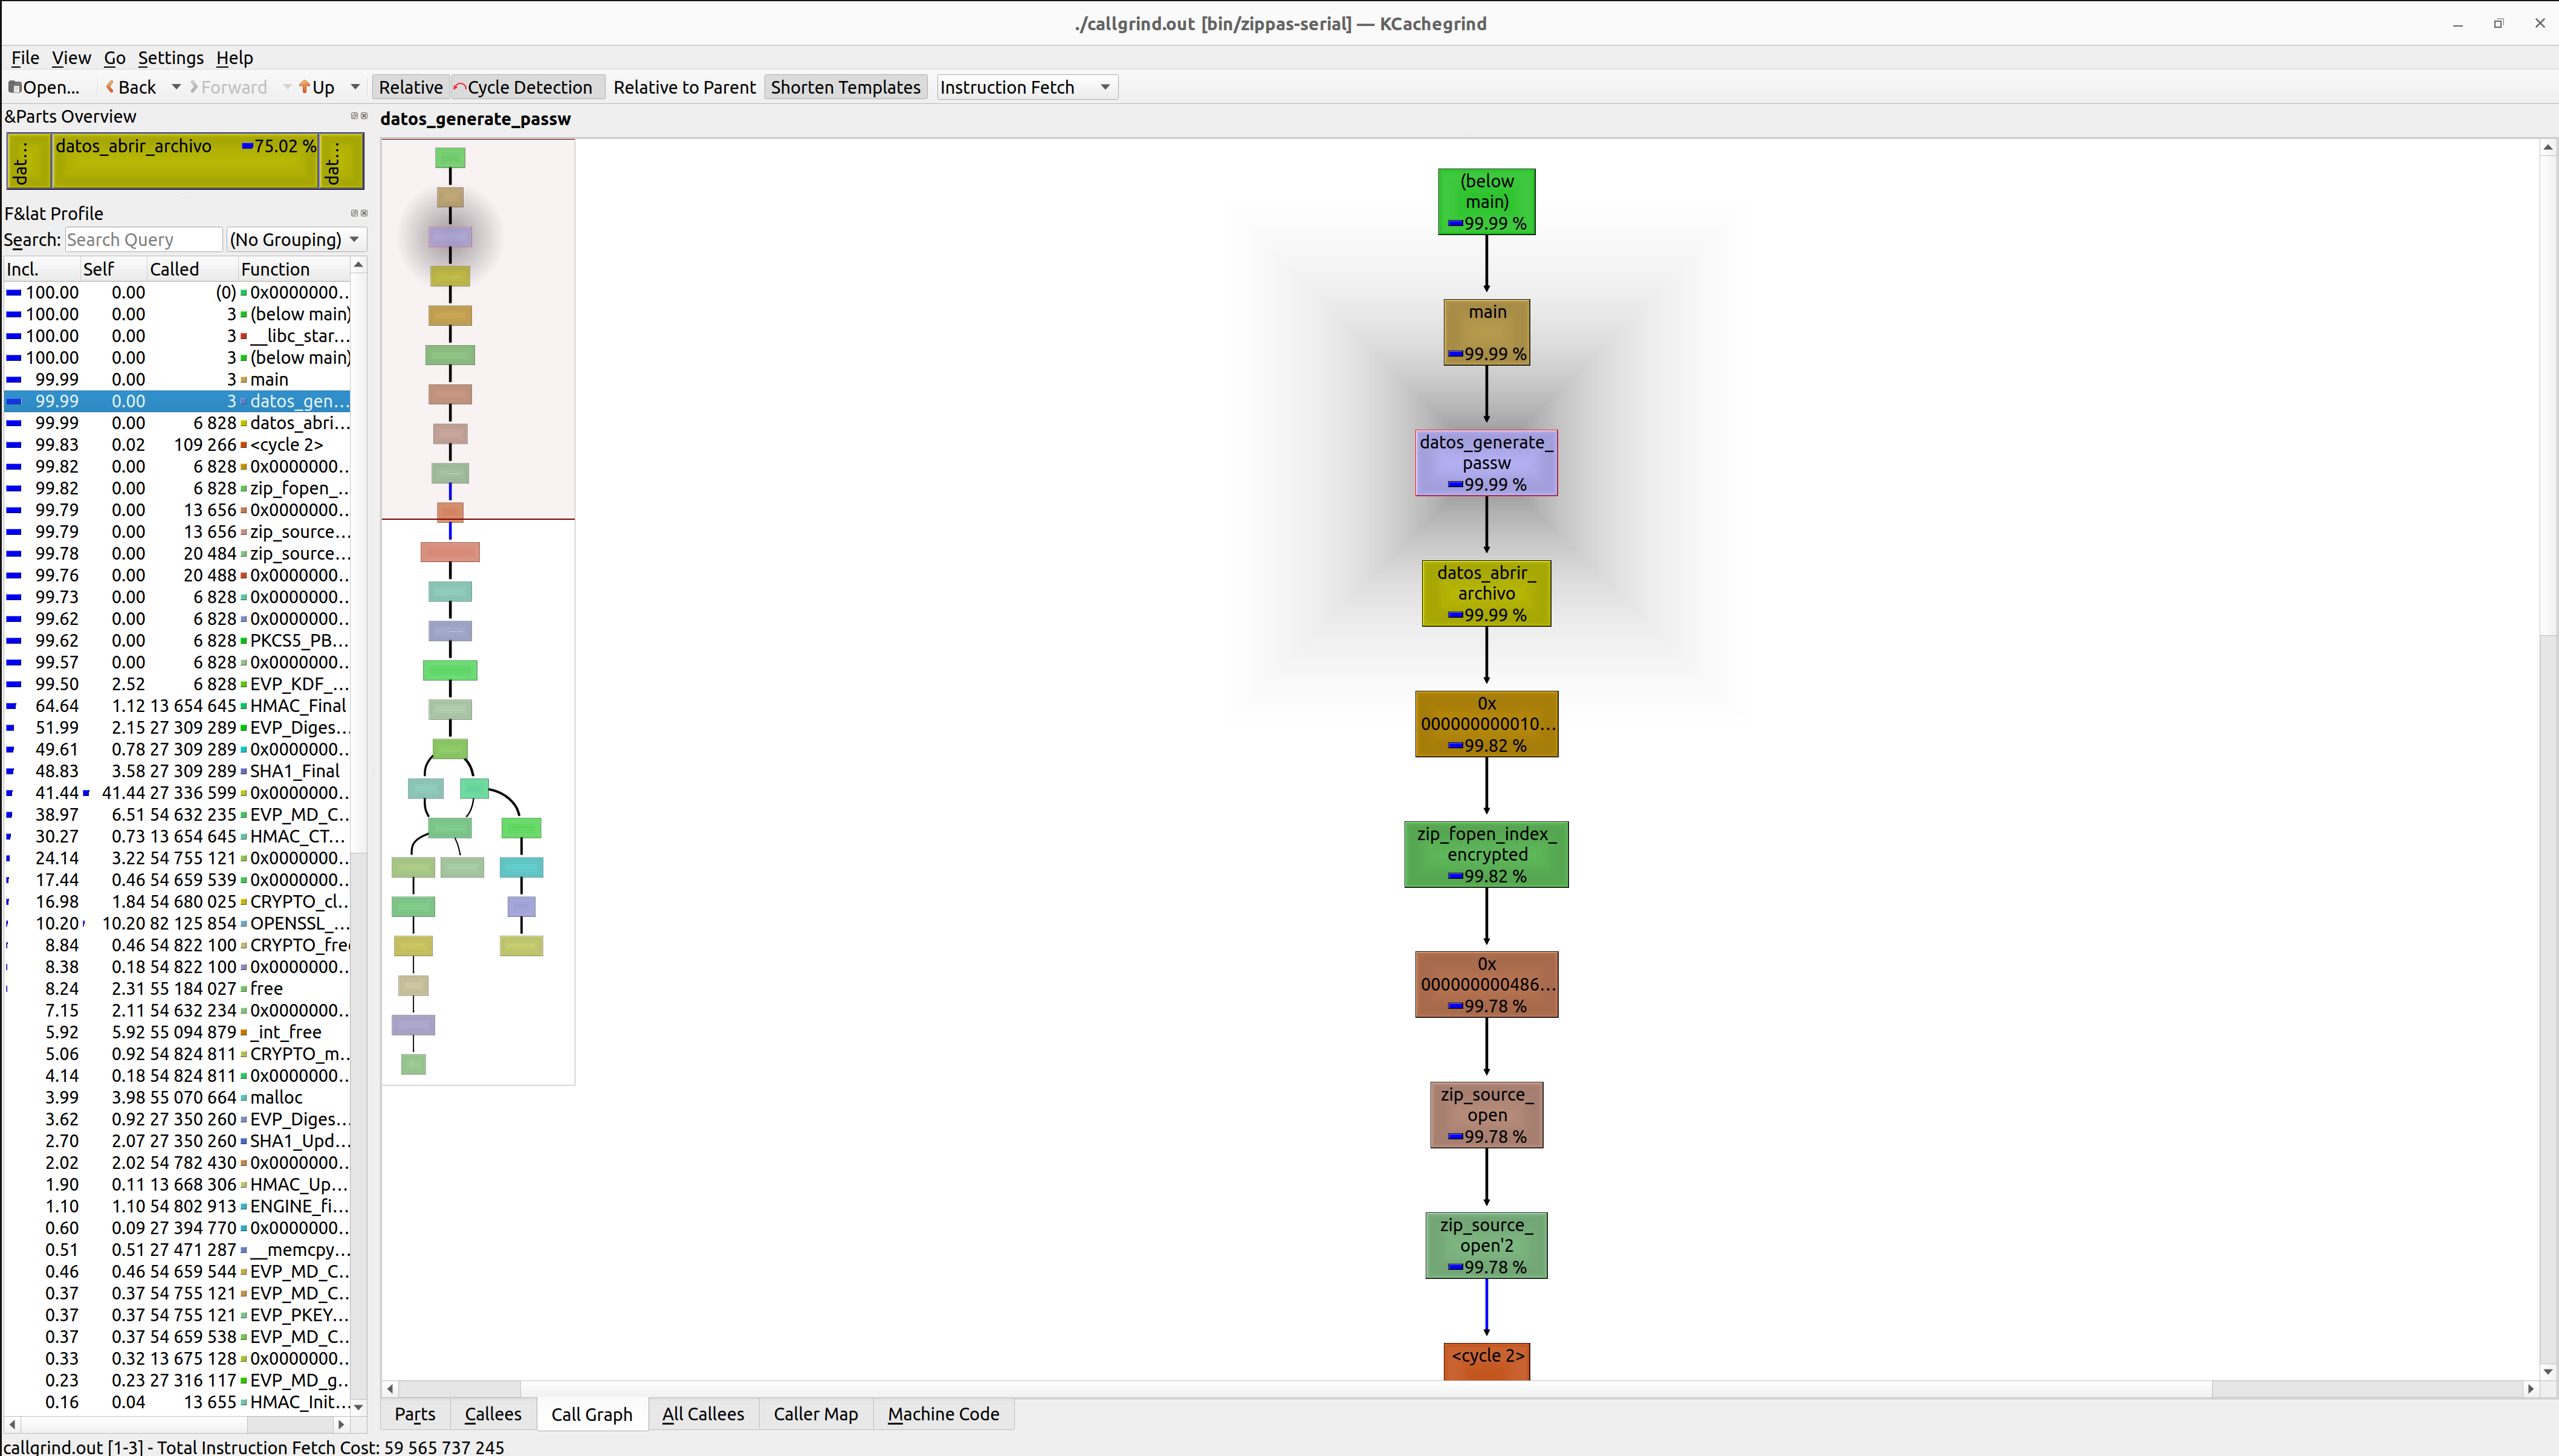 ./callgrind.out [bin/zippas-serial] — KCachegrind
File View Go Settings Help
Open... Back Forward Up Relative Cycle Detection Relative to Parent Shorten Templates Instruction Fetch
&Parts Overview
dat... datos_abrir_archivo 75.02 % dat...
F&lat Profile
Search: Search Query (No Grouping)
Incl. Self Called Function
100.00 0.00 (0) 0x0000000..
100.00 0.00 3 (below main)
100.00 0.00 3 __libc_star...
100.00 0.00 3 (below main)
99.99 0.00 3 main
99.99 0.00 3 datos_gen...
99.99 0.00 6 828 datos_abri...
99.83 0.02 109 266 <cycle 2>
99.82 0.00 6 828 0x0000000..
99.82 0.00 6 828 zip_fopen_..
99.79 0.00 13 656 0x0000000..
99.79 0.00 13 656 zip_source...
99.78 0.00 20 484 zip_source...
99.76 0.00 20 488 0x0000000..
99.73 0.00 6 828 0x0000000..
99.62 0.00 6 828 0x0000000..
99.62 0.00 6 828 PKCS5_PB...
99.57 0.00 6 828 0x0000000..
99.50 2.52 6 828 EVP_KDF_...
64.64 1.12 13 654 645 HMAC_Final
51.99 2.15 27 309 289 EVP_Diges...
49.61 0.78 27 309 289 0x0000000..
48.83 3.58 27 309 289 SHA1_Final
41.44 41.44 27 336 599 0x0000000..
38.97 6.51 54 632 235 EVP_MD_C...
30.27 0.73 13 654 645 HMAC_CT...
24.14 3.22 54 755 121 0x0000000..
17.44 0.46 54 659 539 0x0000000..
16.98 1.84 54 680 025 CRYPTO_cl...
10.20 10.20 82 125 854 OPENSSL_...
8.84 0.46 54 822 100 CRYPTO_free
8.38 0.18 54 822 100 0x0000000..
8.24 2.31 55 184 027 free
7.15 2.11 54 632 234 0x0000000..
5.92 5.92 55 094 879 _int_free
5.06 0.92 54 824 811 CRYPTO_m..
4.14 0.18 54 824 811 0x0000000..
3.99 3.98 55 070 664 malloc
3.62 0.92 27 350 260 EVP_Diges...
2.70 2.07 27 350 260 SHA1_Upd...
2.02 2.02 54 782 430 0x0000000..
1.90 0.11 13 668 306 HMAC_Up...
1.10 1.10 54 802 913 ENGINE_fi...
0.60 0.09 27 394 770 0x0000000..
0.51 0.51 27 471 287 __memcpy...
0.46 0.46 54 659 544 EVP_MD_C..
0.37 0.37 54 755 121 EVP_MD_C...
0.37 0.37 54 755 121 EVP_PKEY...
0.37 0.37 54 659 538 EVP_MD_C..
0.33 0.32 13 675 128 0x0000000..
0.23 0.23 27 316 117 EVP_MD_g..
0.16 0.04 13 655 HMAC_Init...
datos_generate_passw
(below
main)
99.99 %
main
99.99 %
datos_generate_
passw
99.99 %
datos_abrir_
archivo
99.99 %
0x
000000000010...
99.82 %
zip_fopen_index_
encrypted
99.82 %
0x
000000000486...
99.78 %
zip_source_
open
99.78 %
zip_source_
open'2
99.78 %
<cycle 2>
Parts Callees Call Graph All Callees Caller Map Machine Code
callgrind.out [1-3] - Total Instruction Fetch Cost: 59 565 737 245